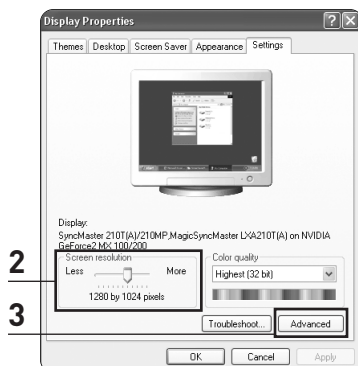 Display Properties
Themes Desktop Screen Saver Appearance Settings
Display:
SyncMaster 210T(A)/210MP,MagicSyncMaster LXA210T(A) on NVIDIA
GeForce2 MX 100/200
Screen resolution
Less More
1280 by 1024 pixels
Color quality
Highest (32 bit)
2
3
Troubleshoot... Advanced
OK Cancel Apply